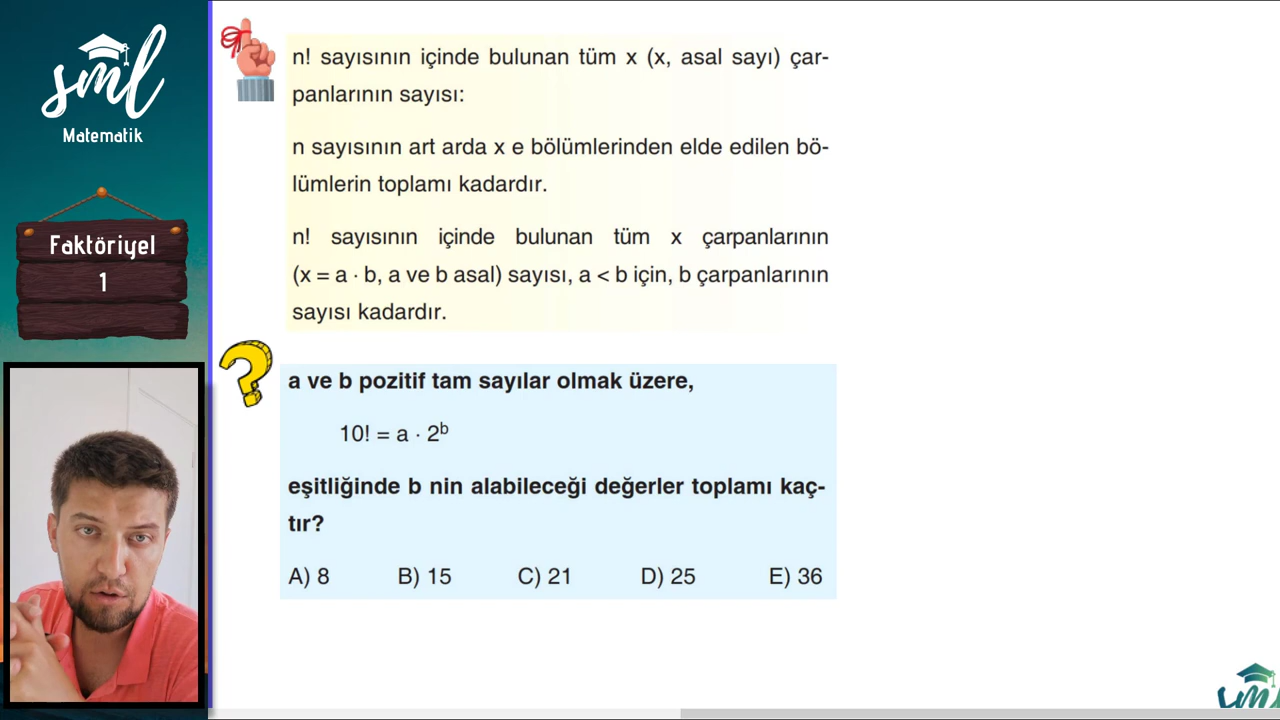 sml
Matematik
Faktöriyel
1
n! sayısının içinde bulunan tüm x (x, asal sayı) çar-
panlarının sayısı:
n sayısının art arda x e bölümlerinden elde edilen bö-
lümlerin toplamı kadardır.
n! sayısının içinde bulunan tüm x çarpanlarının
(x = a · b, a ve b asal) sayısı, a < b için, b çarpanlarının
sayısı kadardır.
a ve b pozitif tam sayılar olmak üzere,
10! = a · 2ᵇ
eşitliğinde b nin alabileceği değerler toplamı kaç-
tır?
A) 8 B) 15 C) 21 D) 25 E) 36